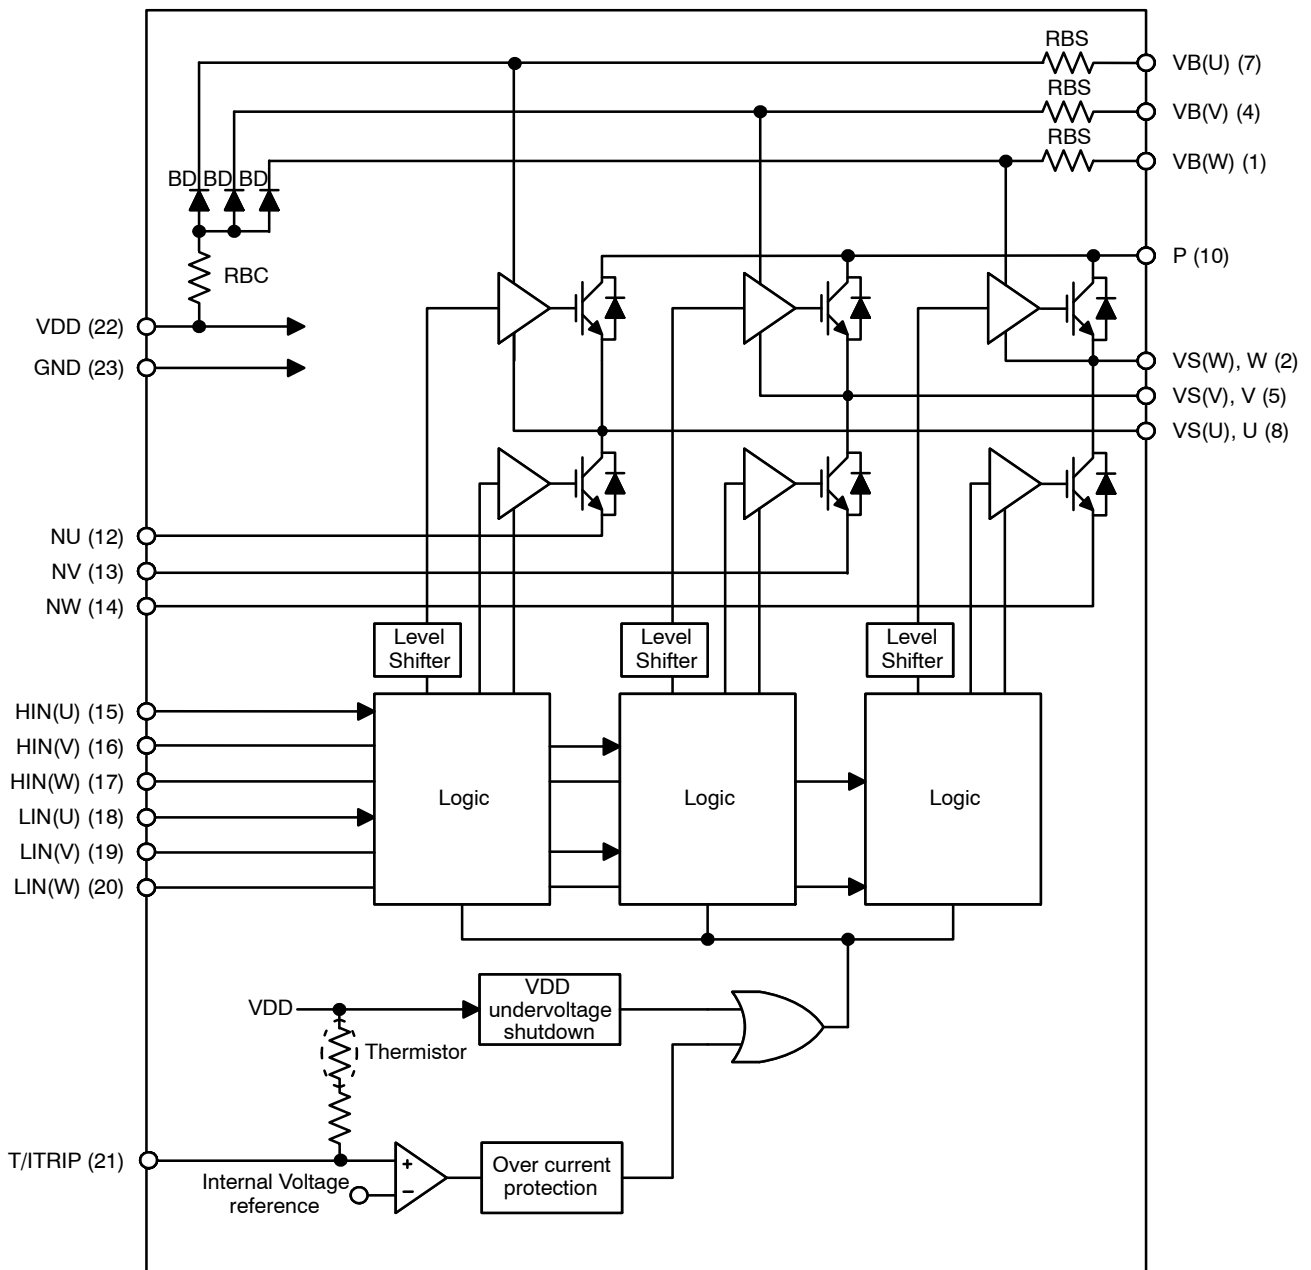 RBS
VB(U) (7)
RBS
VB(V) (4)
RBS
VB(W) (1)
BD BD BD
P (10)
RBC
VDD (22)
GND (23)
VS(W), W (2)
VS(V), V (5)
VS(U), U (8)
NU (12)
NV (13)
NW (14)
Level
Shifter
Level
Shifter
Level
Shifter
HIN(U) (15)
HIN(V) (16)
HIN(W) (17)
LIN(U) (18)
LIN(V) (19)
LIN(W) (20)
Logic
Logic
Logic
VDD
VDD
undervoltage
shutdown
Thermistor
T/ITRIP (21)
Internal Voltage
reference
+
−
Over current
protection